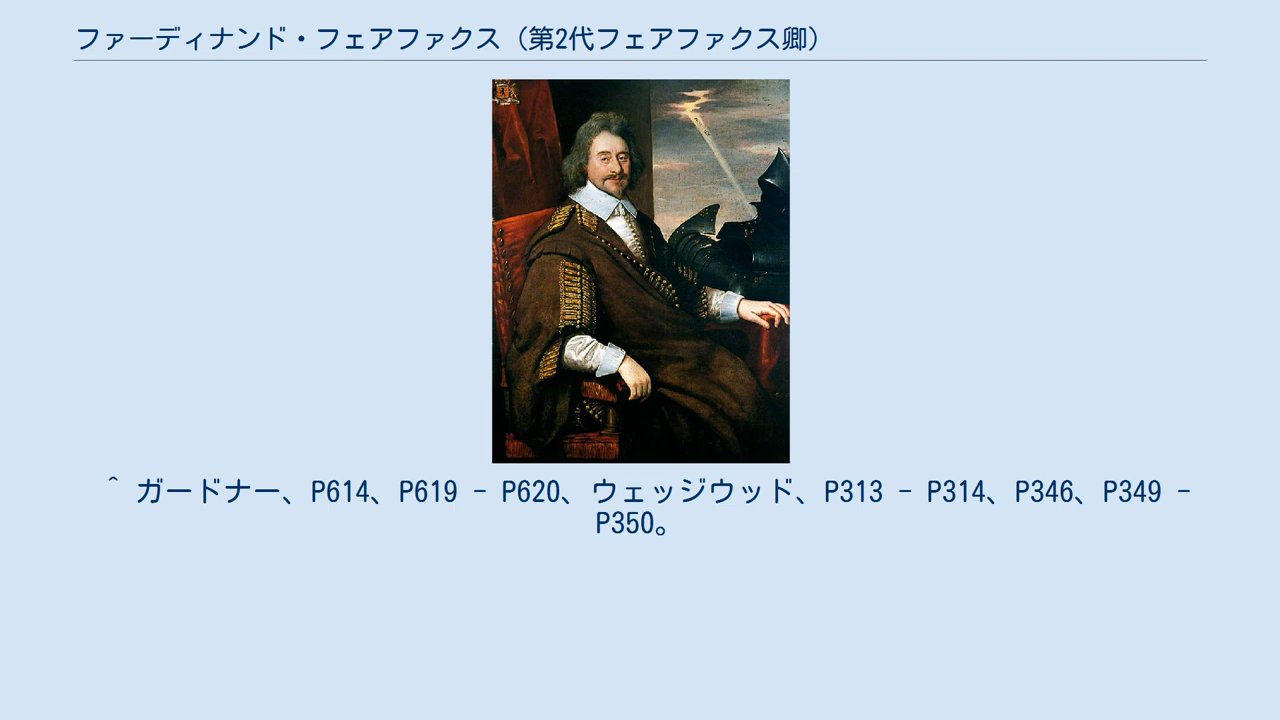 ファーディナンド・フェアファクス（第2代フェアファクス卿）
^ ガードナー、P614、P619 - P620、ウェッジウッド、P313 - P314、P346、P349 -
P350。